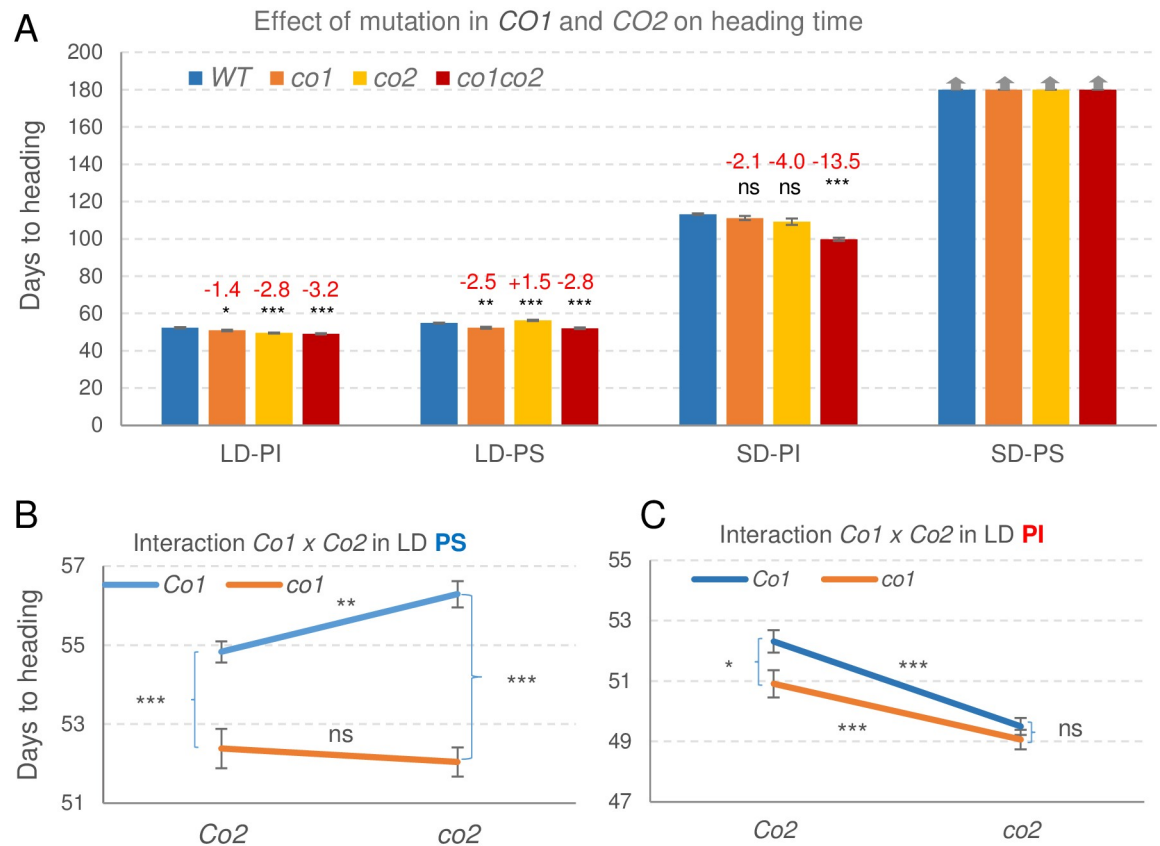 A
Effect of mutation in CO1 and CO2 on heading time
Days to heading
200
180
160
140
120
100
80
60
40
20
0
WT co1 co2 co1co2
-1.4 -2.8 -3.2
* *** ***
-2.5 +1.5 -2.8
** *** ***
-2.1 -4.0 -13.5
ns ns ***
LD-PI LD-PS SD-PI SD-PS
B
Interaction Co1 x Co2 in LD PS
Days to heading
57
55
53
51
Co1 co1
**
***
***
ns
Co2 co2
C
Interaction Co1 x Co2 in LD PI
55
53
51
49
47
Co1 co1
*
***
***
ns
Co2 co2